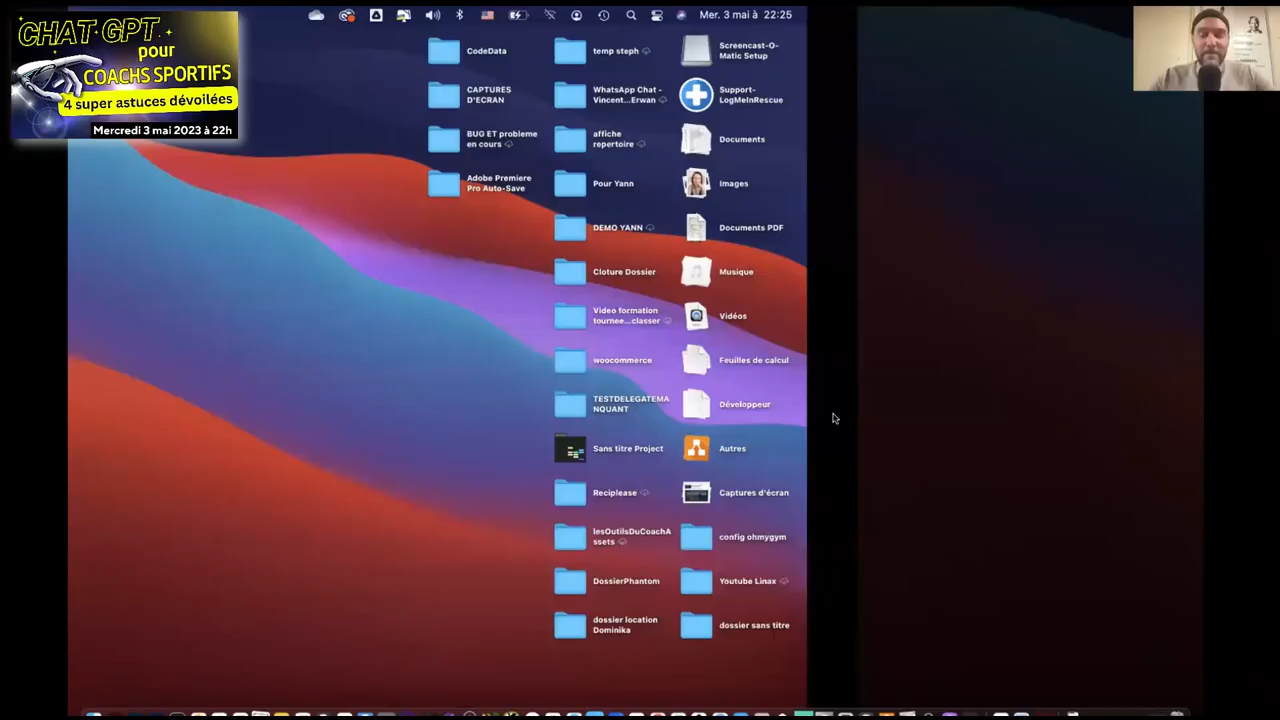 CHAT GPT
pour
COACHS SPORTIFS
4 super astuces dévoilées
Mercredi 3 mai 2023 à 22h
Mer. 3 mai à 22:25
CodeData
temp steph
Screencast-O-
Matic Setup
CAPTURES
D'ECRAN
WhatsApp Chat -
Vincent...Erwan
Support-
LogMeInRescue
BUG ET probleme
en cours
affiche
repertoire
Documents
Adobe Premiere
Pro Auto-Save
Pour Yann
Images
DEMO YANN
Documents PDF
Cloture Dossier
Musique
Video formation
tournee...classer
Vidéos
woocommerce
Feuilles de calcul
TESTDELEGATEMA
NQUANT
Développeur
Sans titre Project
Autres
Reciplease
Captures d'écran
lesOutilsDuCoachA
ssets
config ohmygym
DossierPhantom
Youtube Linax
dossier location
Dominika
dossier sans titre